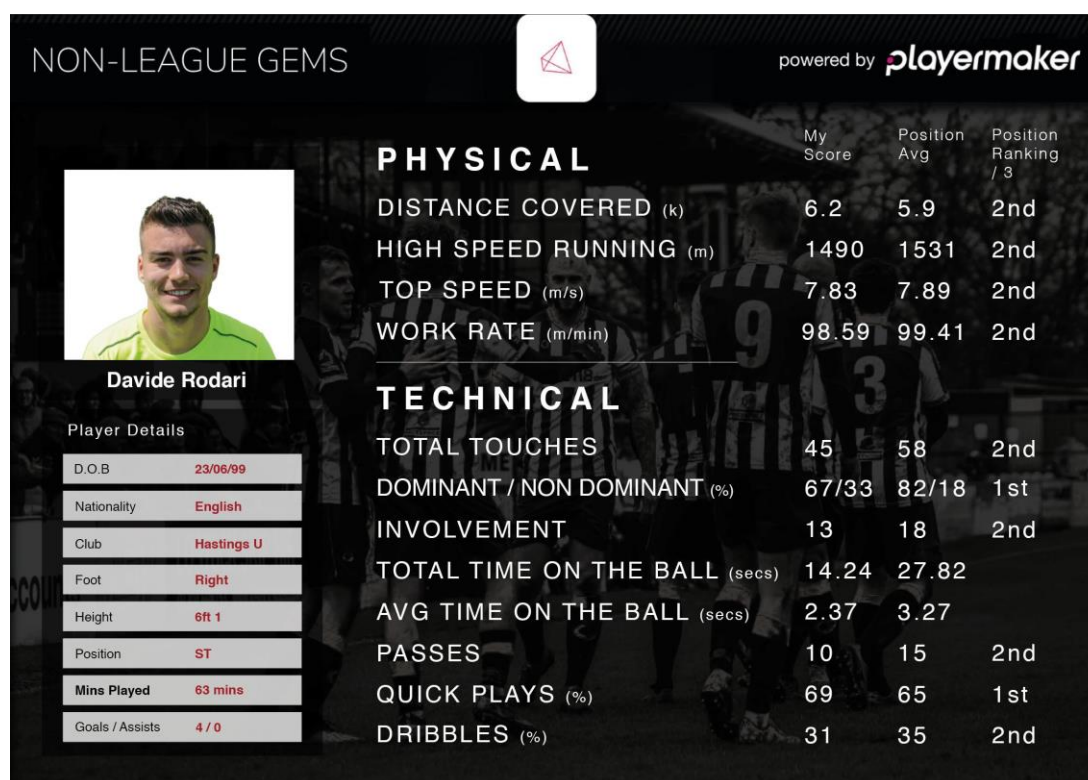 NON-LEAGUE GEMS
powered by playermaker
My Score Position Avg Position Ranking / 3
PHYSICAL
DISTANCE COVERED (k) 6.2 5.9 2nd
HIGH SPEED RUNNING (m) 1490 1531 2nd
TOP SPEED (m/s) 7.83 7.89 2nd
WORK RATE (m/min) 98.59 99.41 2nd
TECHNICAL
TOTAL TOUCHES 45 58 2nd
DOMINANT / NON DOMINANT (%) 67/33 82/18 1st
INVOLVEMENT 13 18 2nd
TOTAL TIME ON THE BALL (secs) 14.24 27.82
AVG TIME ON THE BALL (secs) 2.37 3.27
PASSES 10 15 2nd
QUICK PLAYS (%) 69 65 1st
DRIBBLES (%) 31 35 2nd
Davide Rodari
Player Details
D.O.B 23/06/99
Nationality English
Club Hastings U
Foot Right
Height 6ft 1
Position ST
Mins Played 63 mins
Goals / Assists 4 / 0
9
3